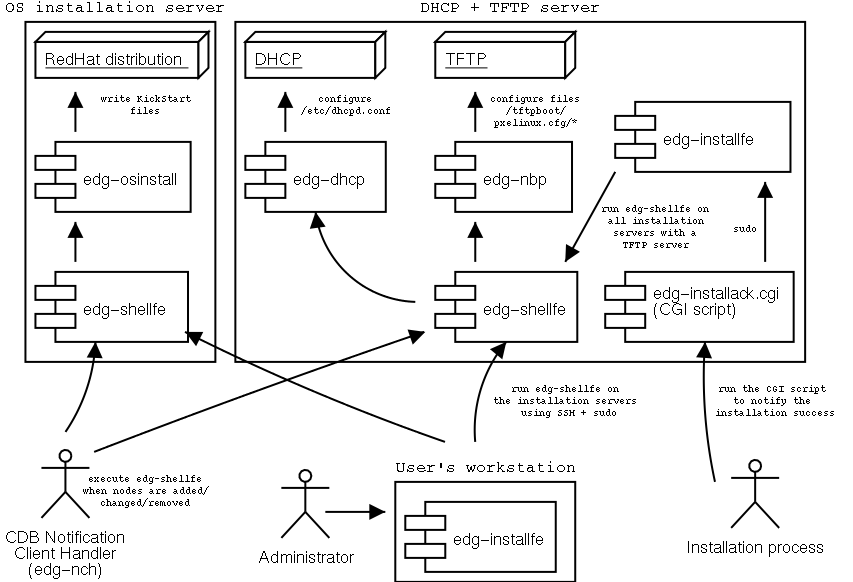 OS installation server
DHCP + TFTP server
RedHat distribution
DHCP
TFTP
write KickStart
files
configure
/etc/dhcpd.conf
configure files
/tftpboot/
pxelinux.cfg/*
edg-installfe
edg-osinstall
edg-dhcp
edg-nbp
run edg-shellfe on
all installation
servers with a
TFTP server
sudo
edg-shellfe
edg-shellfe
edg-installack.cgi
(CGI script)
run edg-shellfe on
the installation servers
using SSH + sudo
run the CGI script
to notify the
installation success
execute edg-shellfe
when nodes are added/
changed/removed
User's workstation
CDB Notification
Client Handler
(edg-nch)
Administrator
edg-installfe
Installation process